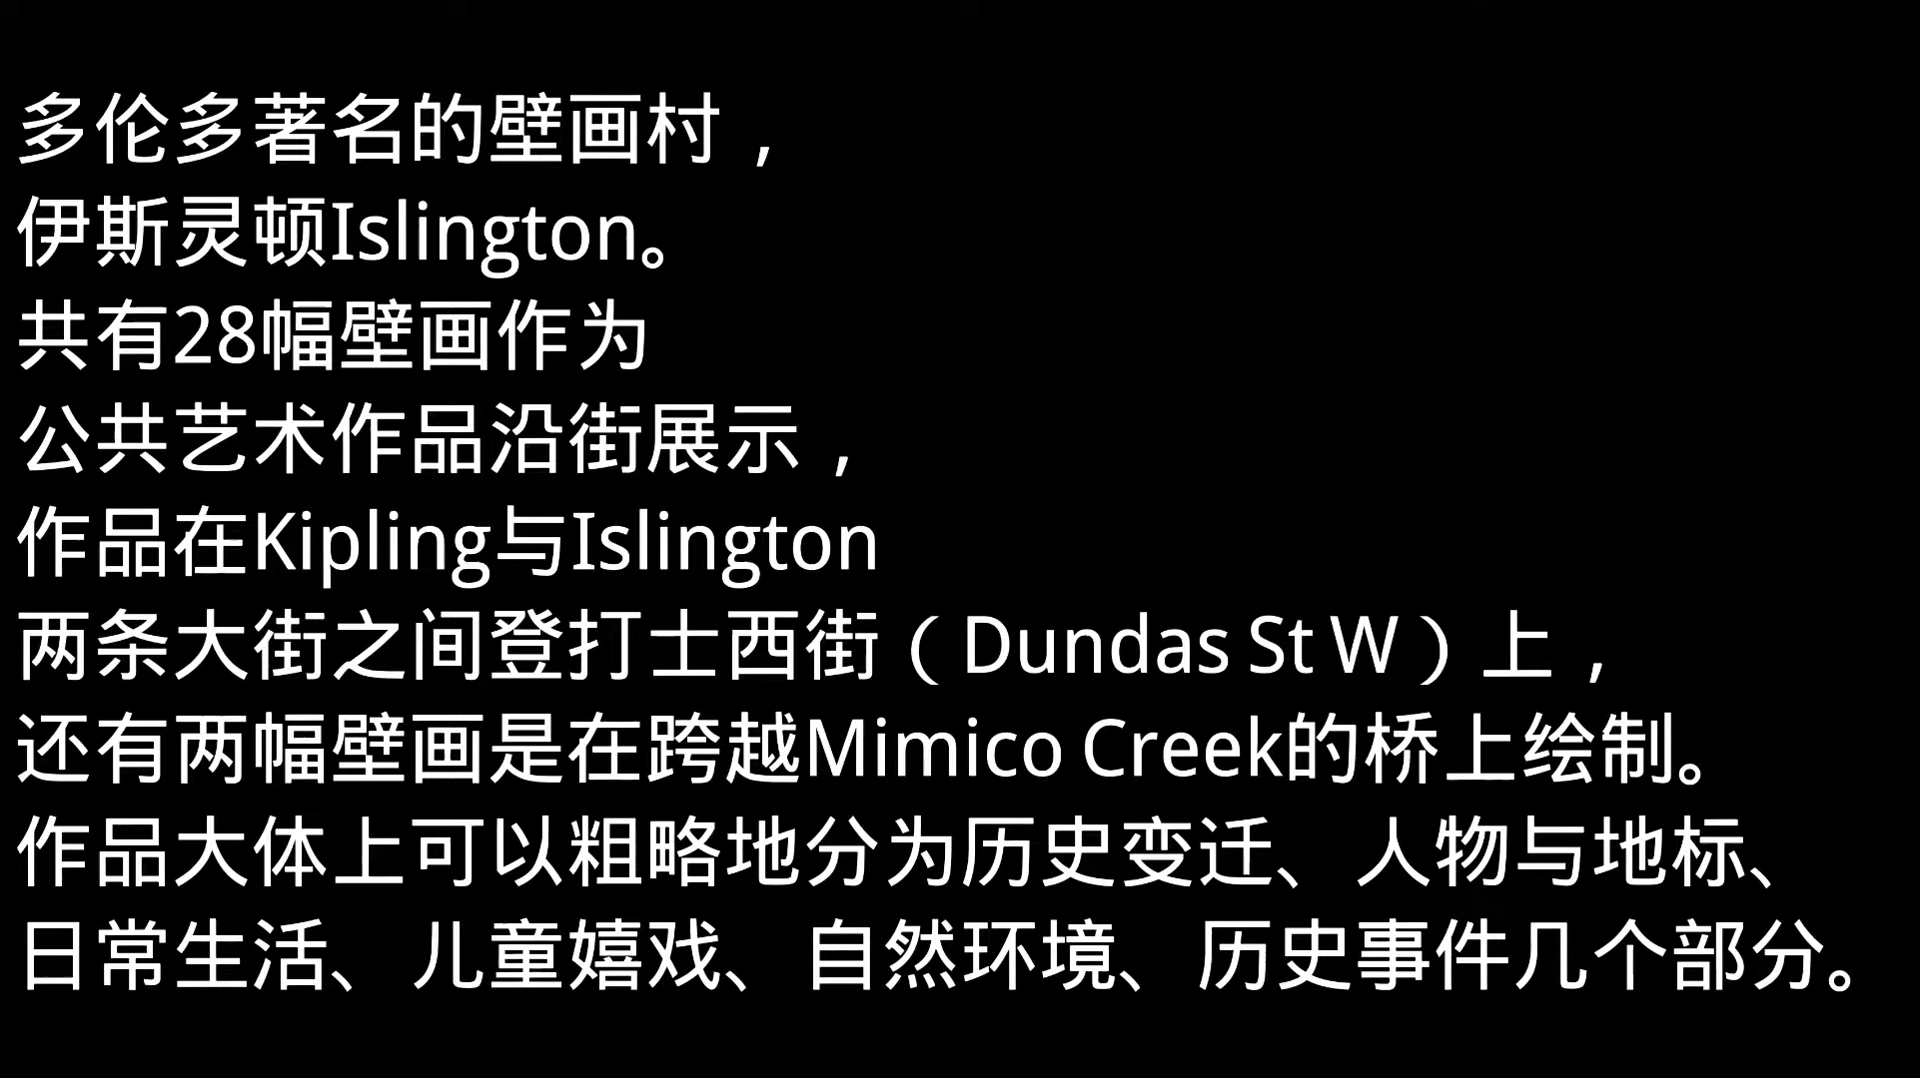 多伦多著名的壁画村，
伊斯灵顿Islington。
共有28幅壁画作为
公共艺术作品沿街展示，
作品在Kipling与Islington
两条大街之间登打士西街（Dundas St W）上，
还有两幅壁画是在跨越Mimico Creek的桥上绘制。
作品大体上可以粗略地分为历史变迁、人物与地标、
日常生活、儿童嬉戏、自然环境、历史事件几个部分。